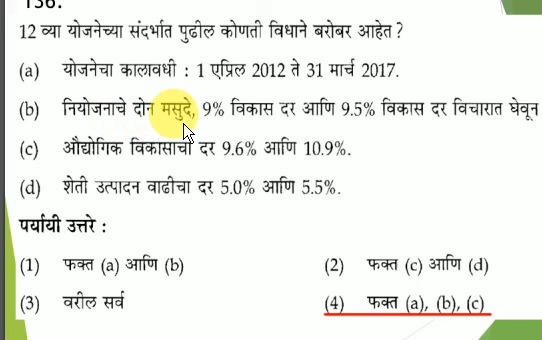 136.
12 व्या योजनेच्या संदर्भात पुढील कोणती विधाने बरोबर आहेत ?
(a) योजनेचा कालावधी : 1 एप्रिल 2012 ते 31 मार्च 2017.
(b) नियोजनाचे दोन मसुदे, 9% विकास दर आणि 9.5% विकास दर विचारात घेवून
(c) औद्योगिक विकासाचा दर 9.6% आणि 10.9%.
(d) शेती उत्पादन वाढीचा दर 5.0% आणि 5.5%.
पर्यायी उत्तरे :
(1) फक्त (a) आणि (b) (2) फक्त (c) आणि (d)
(3) वरील सर्व (4) फक्त (a), (b), (c)